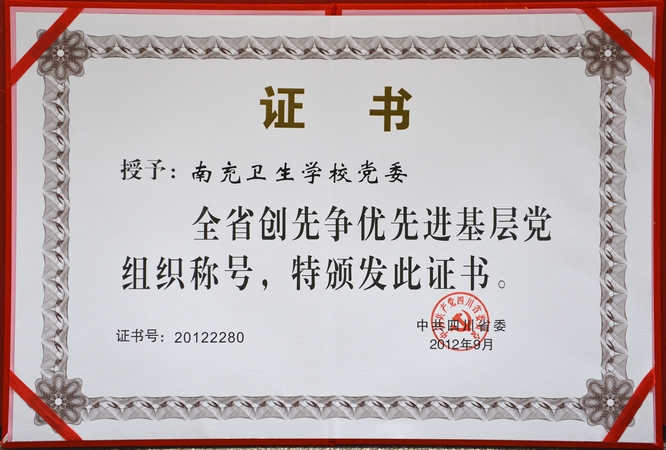 证 书
授予：南充卫生学校党委
全省创先争优先进基层党
组织称号，特颁发此证书。
证书号：20122280
中共四川省委
2012年9月